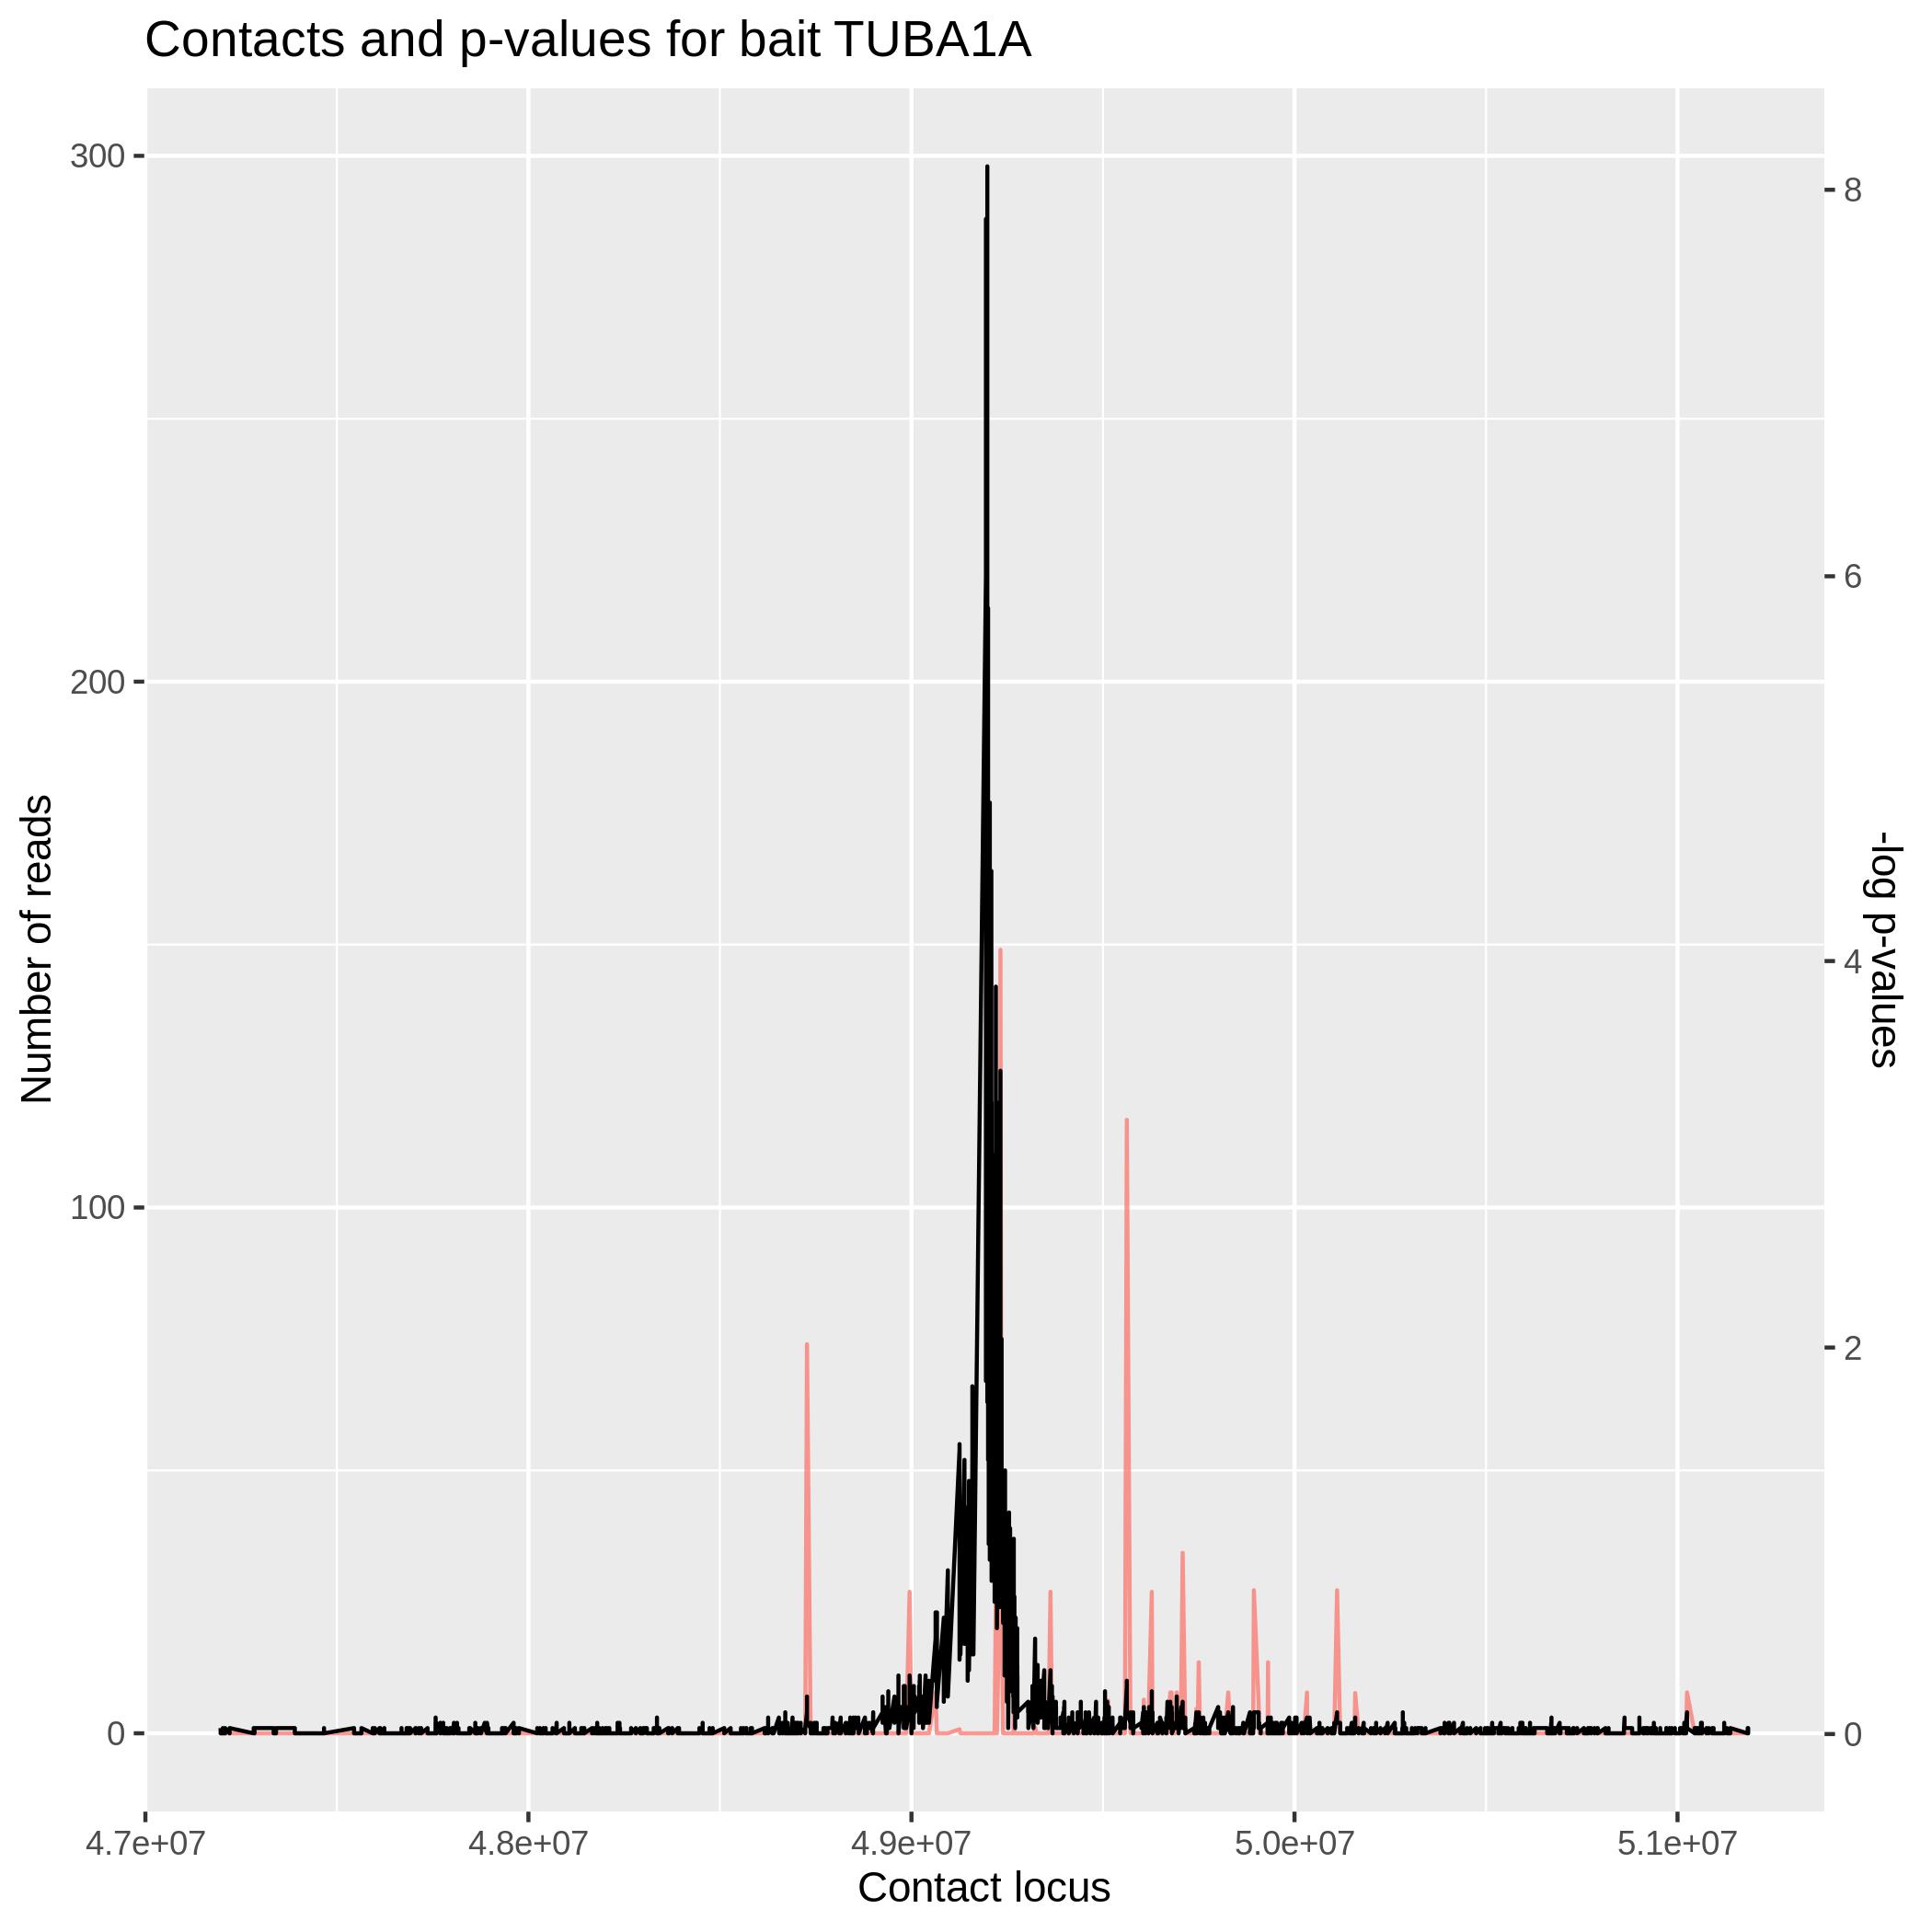 Contacts and p-values for bait TUBA1A
300
200
100
0
Number of reads
8
6
4
2
0
-log p-values
4.7e+07 4.8e+07 4.9e+07 5.0e+07 5.1e+07
Contact locus